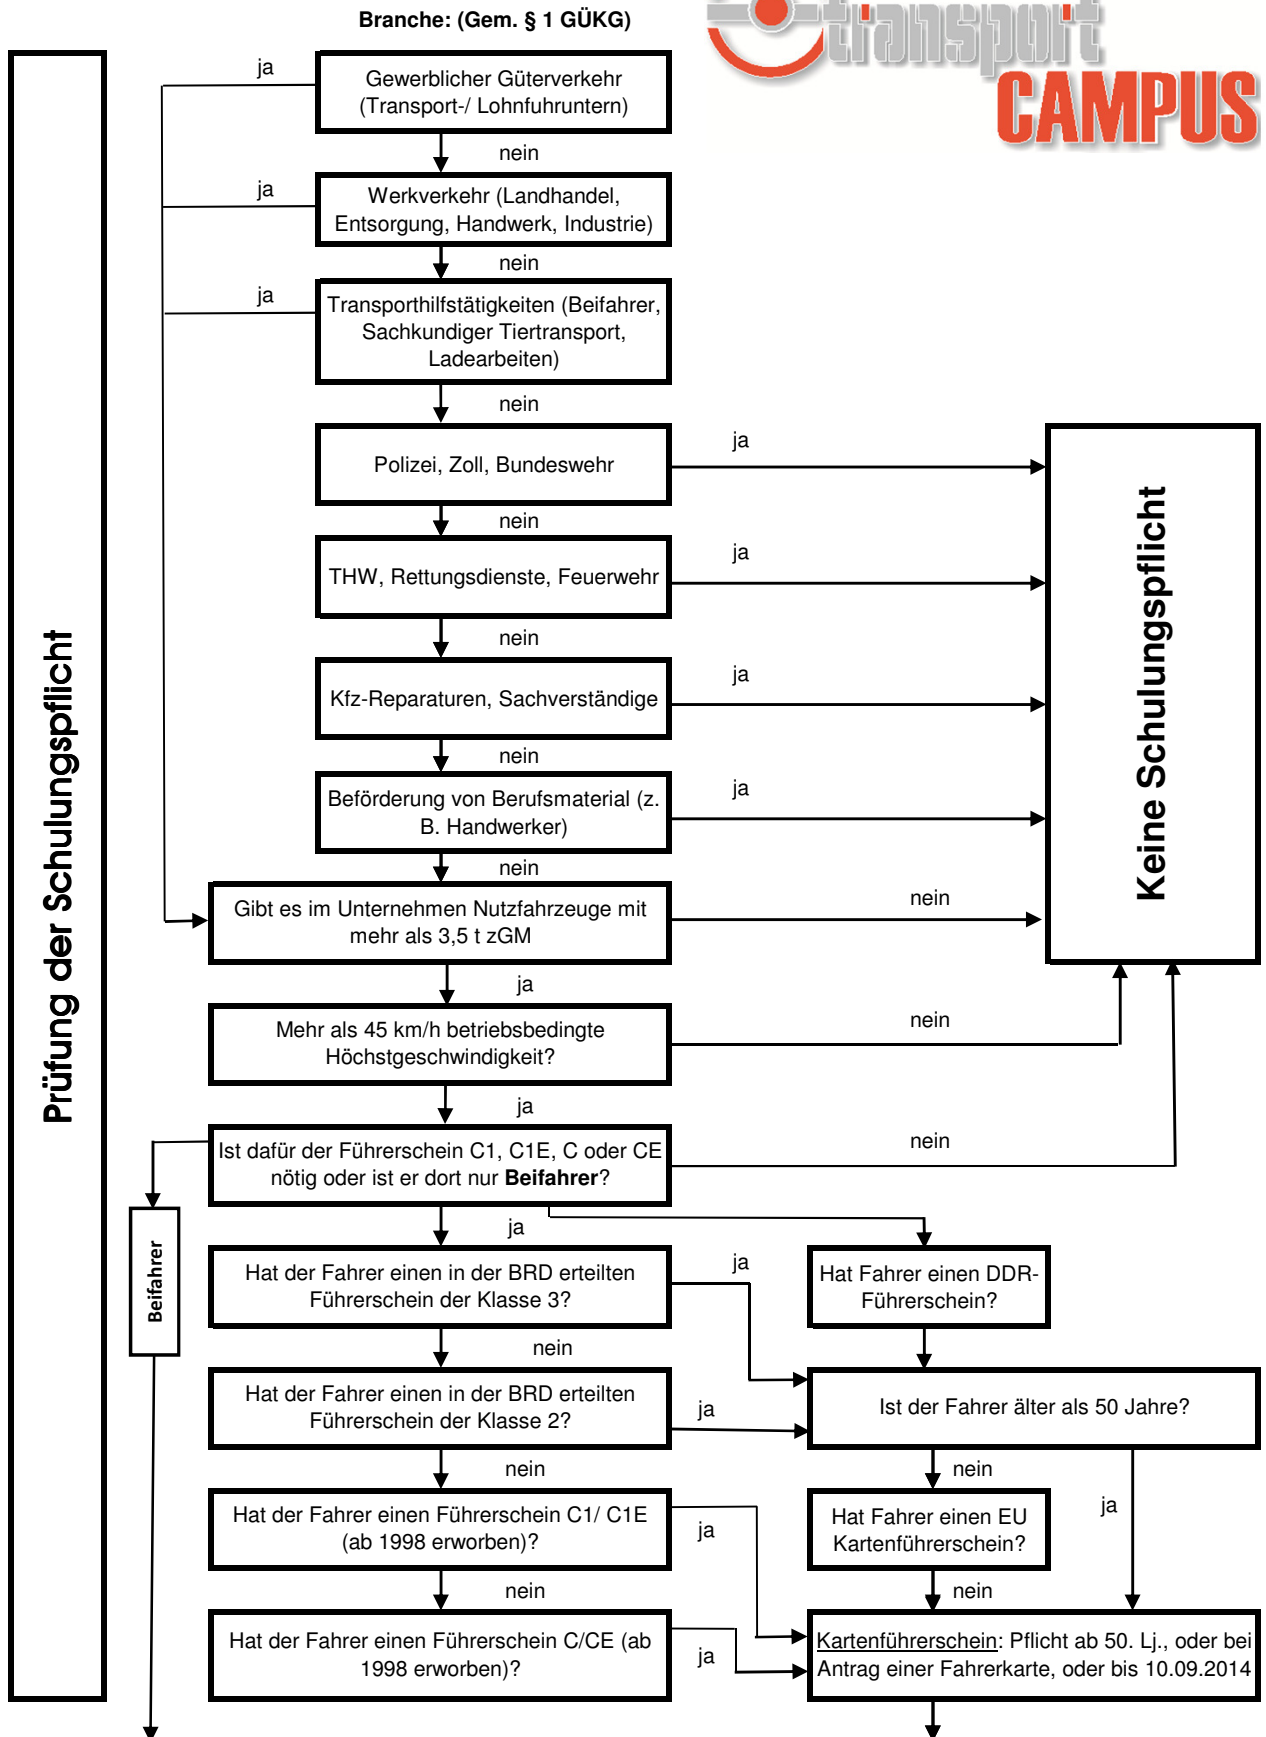 Branche: (Gem. § 1 GÜKG)
transport
CAMPUS
Prüfung der Schulungspflicht
ja
Gewerblicher Güterverkehr
(Transport-/ Lohnfuhruntern)
nein
ja
Werkverkehr (Landhandel,
Entsorgung, Handwerk, Industrie)
nein
ja
Transporthilfstätigkeiten (Beifahrer,
Sachkundiger Tiertransport,
Ladearbeiten)
nein
Polizei, Zoll, Bundeswehr
ja
nein
THW, Rettungsdienste, Feuerwehr
ja
nein
Kfz-Reparaturen, Sachverständige
ja
nein
Beförderung von Berufsmaterial (z.
B. Handwerker)
ja
nein
Keine Schulungspflicht
Gibt es im Unternehmen Nutzfahrzeuge mit
mehr als 3,5 t zGM
nein
ja
Mehr als 45 km/h betriebsbedingte
Höchstgeschwindigkeit?
nein
ja
Ist dafür der Führerschein C1, C1E, C oder CE
nötig oder ist er dort nur Beifahrer?
nein
Beifahrer
ja
Hat der Fahrer einen in der BRD erteilten
Führerschein der Klasse 3?
ja
Hat Fahrer einen DDR-
Führerschein?
nein
Hat der Fahrer einen in der BRD erteilten
Führerschein der Klasse 2?
ja
Ist der Fahrer älter als 50 Jahre?
nein
nein
ja
Hat der Fahrer einen Führerschein C1/ C1E
(ab 1998 erworben)?
ja
Hat Fahrer einen EU
Kartenführerschein?
nein
nein
Hat der Fahrer einen Führerschein C/CE (ab
1998 erworben)?
ja
Kartenführerschein: Pflicht ab 50. Lj., oder bei
Antrag einer Fahrerkarte, oder bis 10.09.2014